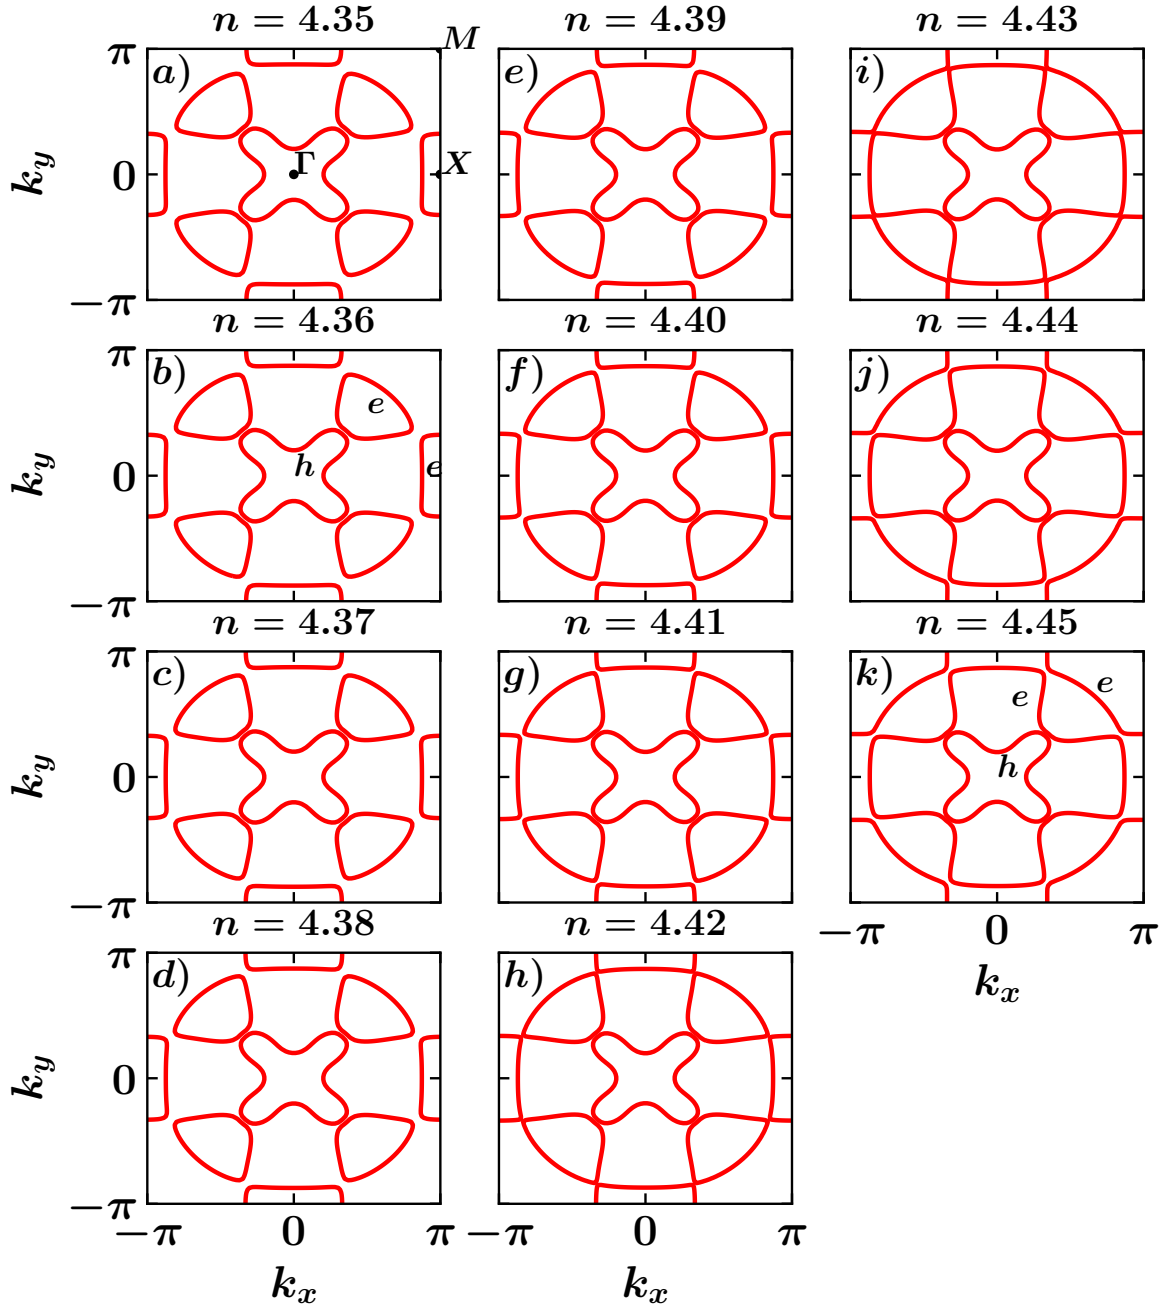 n = 4.35
n = 4.39
n = 4.43
a)
M
Γ
X
e)
i)
k_y
π
0
−π
n = 4.36
n = 4.40
n = 4.44
b)
e
h
e
f)
j)
k_y
π
0
−π
n = 4.37
n = 4.41
n = 4.45
c)
g)
k)
e
e
h
k_y
π
0
−π
−π
0
π
k_x
n = 4.38
n = 4.42
d)
h)
k_y
π
0
−π
−π
0
π
−π
0
π
k_x
k_x